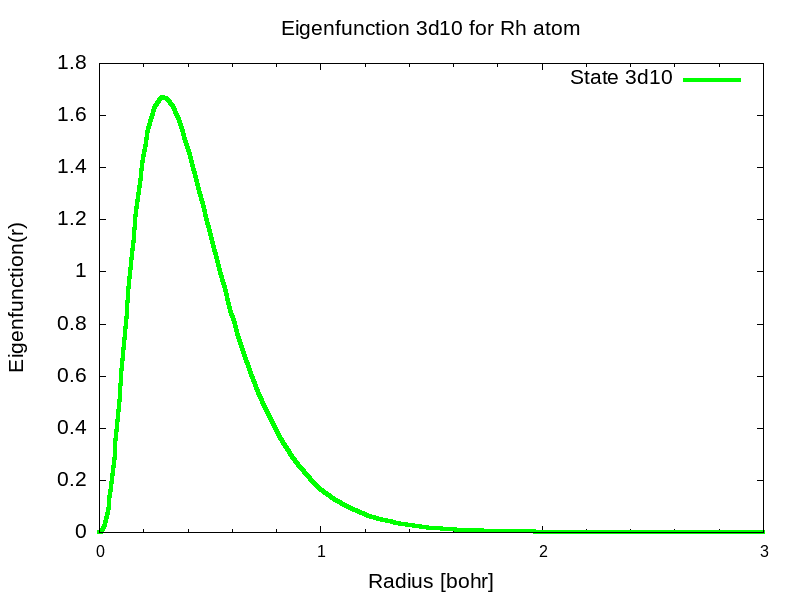 Eigenfunction 3d10 for Rh atom
State 3d10
1.8
1.6
1.4
1.2
1
0.8
0.6
0.4
0.2
0
Eigenfunction(r)
0 1 2 3
Radius [bohr]